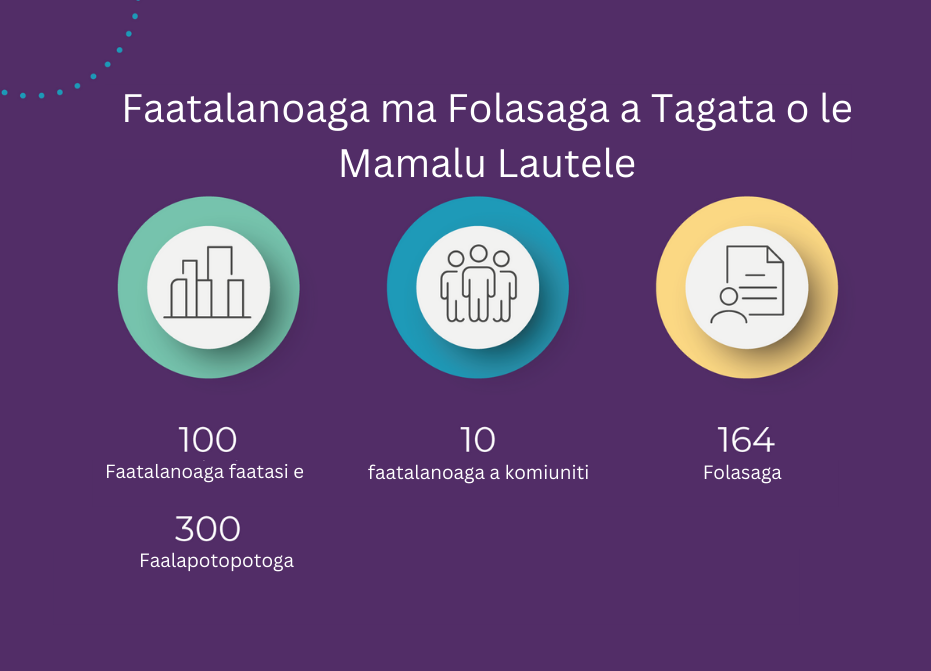 Faatalanoaga ma Folasaga a Tagata o le
Mamalu Lautele
100
Faatalanoaga faatasi e
300
Faalapotopotoga
10
faatalanoaga a komiuniti
164
Folasaga